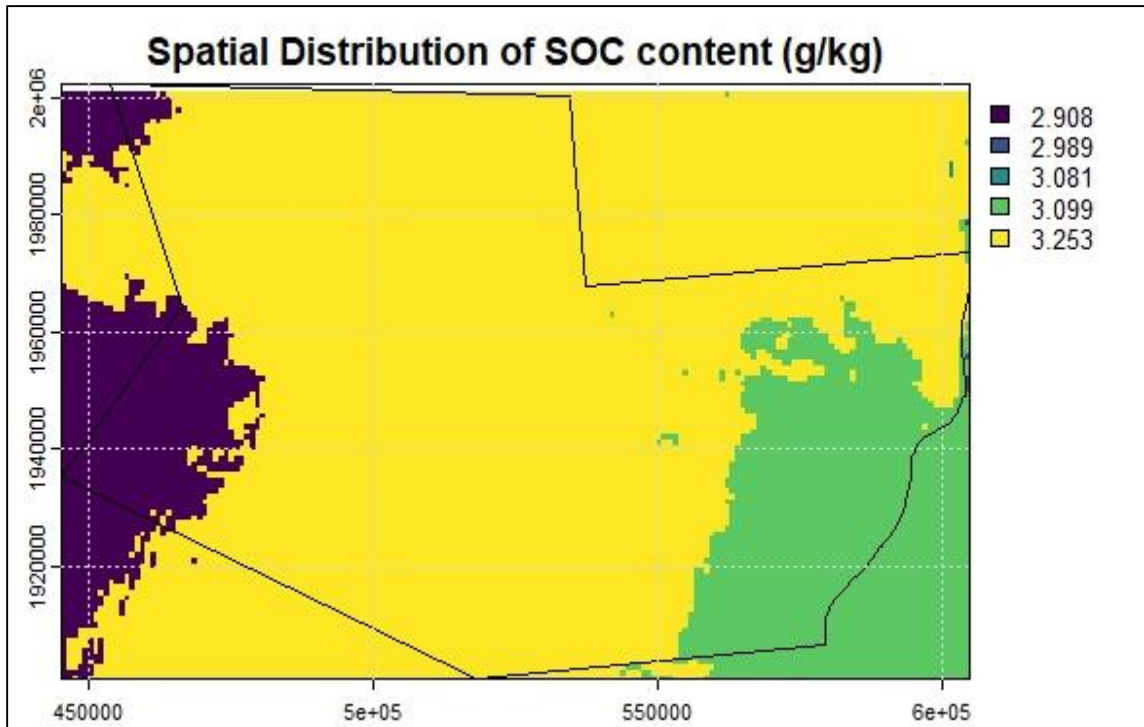 Spatial Distribution of SOC content (g/kg)
2e+06
1980000
1960000
1940000
1920000
450000
5e+05
550000
6e+05
2.908
2.989
3.081
3.099
3.253